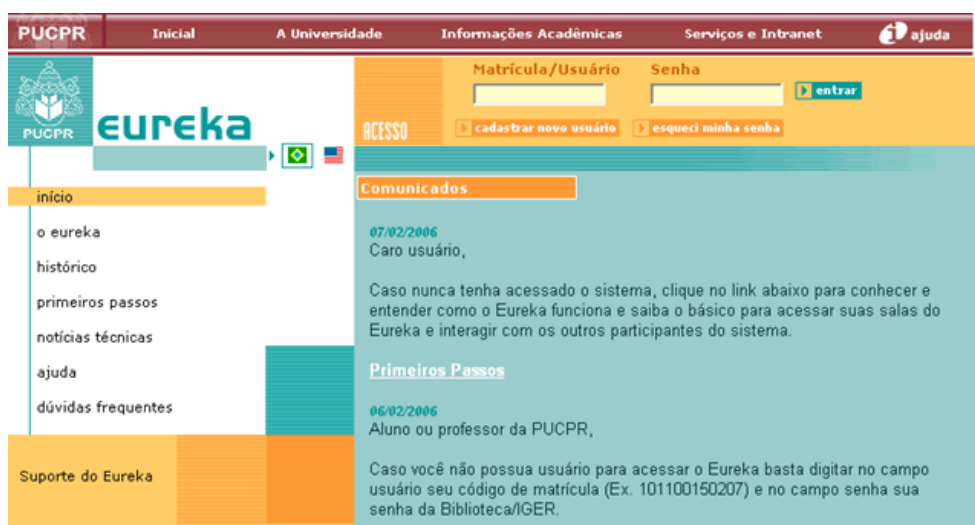 PUCPR Inicial A Universidade Informações Acadêmicas Serviços e Intranet i ajuda
Matrícula/Usuário Senha
entrar
PUCPR eureka
ACESSO cadastrar novo usuário esqueci minha senha
Comunicados
início
o eureka
histórico
primeiros passos
notícias técnicas
ajuda
dúvidas frequentes
Suporte do Eureka
07/02/2006
Caro usuário,
Caso nunca tenha acessado o sistema, clique no link abaixo para conhecer e
entender como o Eureka funciona e saiba o básico para acessar suas salas do
Eureka e interagir com os outros participantes do sistema.
Primeiros Passos
06/02/2006
Aluno ou professor da PUCPR,
Caso você não possua usuário para acessar o Eureka basta digitar no campo
usuário seu código de matrícula (Ex. 101100150207) e no campo senha sua
senha da Biblioteca/IGER.